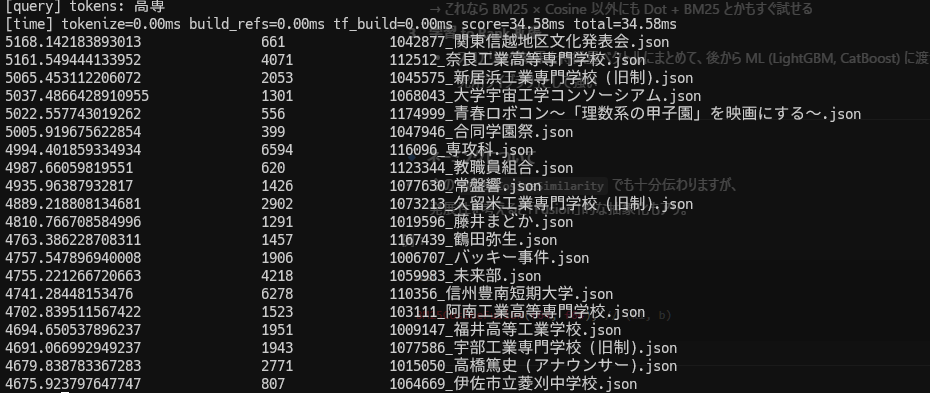 → これなら BM25 × Cosine 以外にも Dot + BM25 とかもすぐ試せる
[query] tokens: 高専
[time] tokenize=0.00ms build_refs=0.00ms tf_build=0.00ms score=34.58ms total=34.58ms
5168.142183893013 661 1042877_関東信越地区文化発表会.json
5161.549444133952 4071 112512_奈良工業高等専門学校.json
にまとめて、後から ML (LightGBM, CatBoost) に渡
5065.453112206072 2053 1045575_新居浜工業専門学校 (旧制).json
5037.4866428910955 1301 1068043_大学宇宙工学コンソーシアム.json
5022.557743019262 556 1174999_青春ロボコン〜「理数系の甲子園」を映画にする〜.json
5005.919675622854 399 1047946_合同学園祭.json
4994.401859334934 6594 116096_専攻科.json
4987.66059819551 620 1123344_教職員組合.json
4935.96387932817 1426 1077630_常盤響.json
Similarity でも十分伝わりますが、
4889.218808134681 2902 1073213_久留米工業専門学校 (旧制).json
4810.766708584996 1291 1019596_藤井まどか.json
4763.386228708311 1457 1167439_鶴田弥生.json
4757.547896940008 1906 1006707_バッキー事件.json
4755.221266720663 4218 1059983_未来部.json
4741.28448153476 6278 110356_信州豊南短期大学.json
4702.839511567422 1523 103111_阿南工業高等専門学校.json
, b)
4694.650537896237 1951 1009147_福井高等工業学校.json
4691.066992949237 1943 1077586_宇部工業専門学校 (旧制).json
4679.838783367283 2771 1015050_高橋篤史 (アナウンサー).json
4675.923797647747 807 1064669_伊佐市立菱刈中学校.json